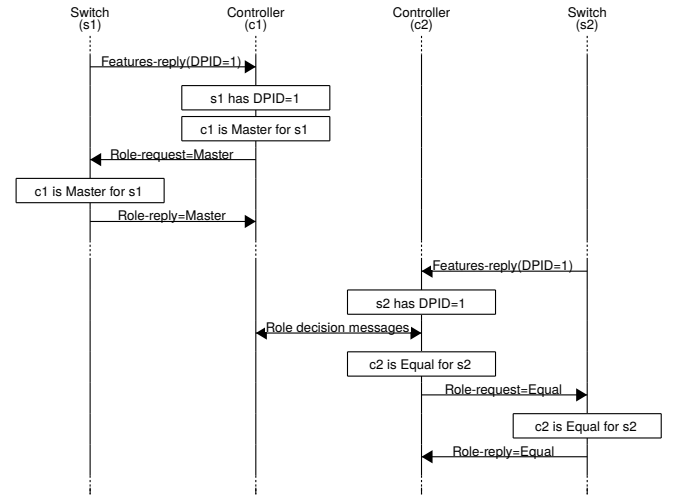 Switch
(s1)
Controller
(c1)
Controller
(c2)
Switch
(s2)
Features-reply(DPID=1)
s1 has DPID=1
c1 is Master for s1
Role-request=Master
c1 is Master for s1
Role-reply=Master
Features-reply(DPID=1)
s2 has DPID=1
Role decision messages
c2 is Equal for s2
Role-request=Equal
c2 is Equal for s2
Role-reply=Equal